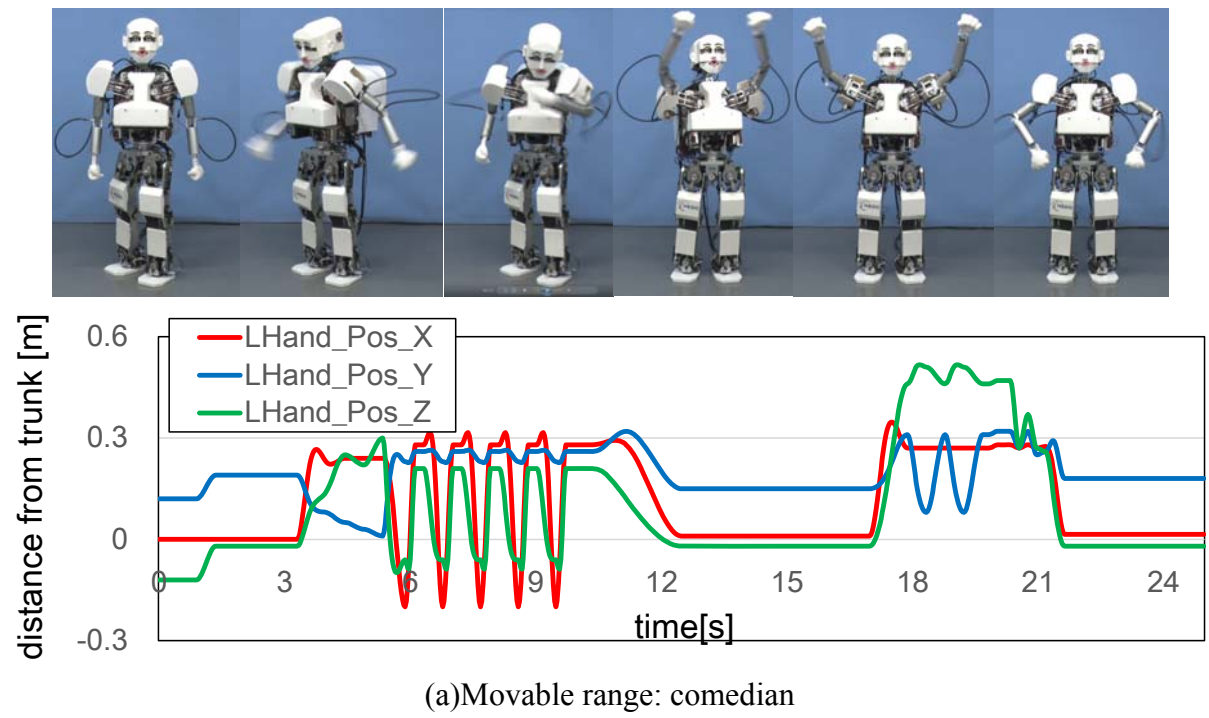 0.6
0.3
0
-0.3
distance from trunk [m]
LHand_Pos_X
LHand_Pos_Y
LHand_Pos_Z
0 3 6 9 12 15 18 21 24
time[s]
(a)Movable range: comedian